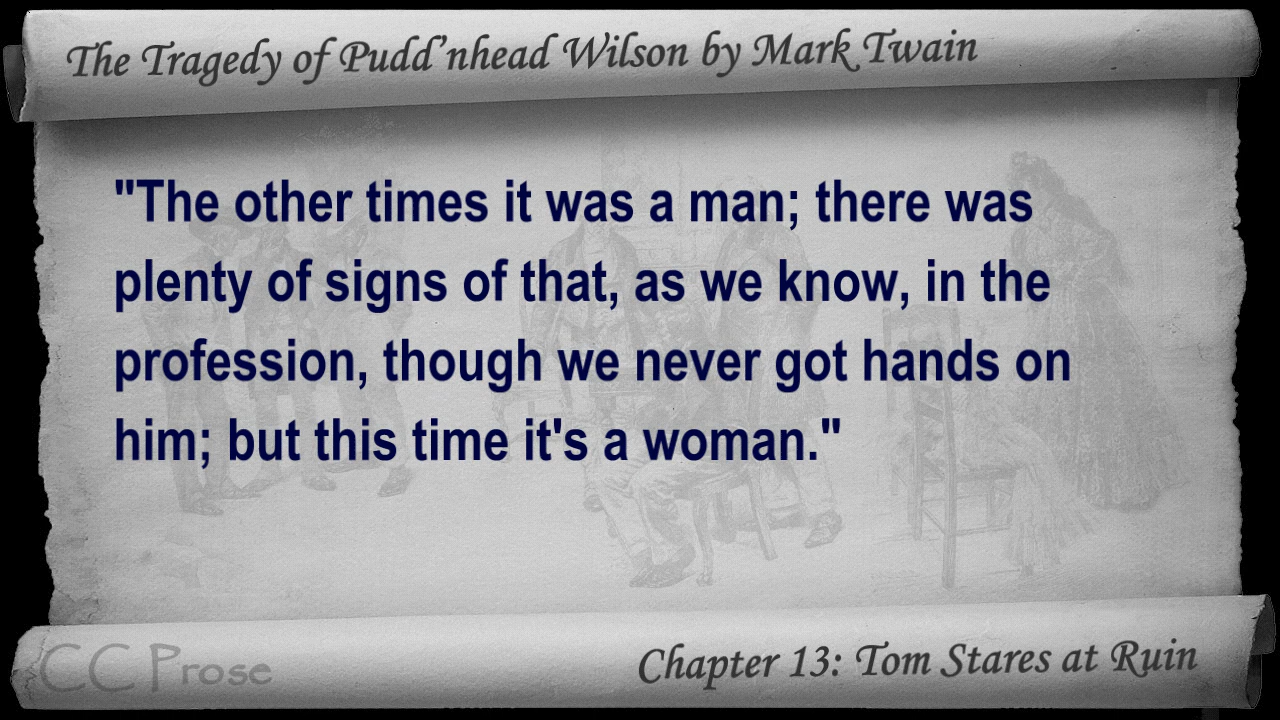 The Tragedy of Pudd'nhead Wilson by Mark Twain
"The other times it was a man; there was
plenty of signs of that, as we know, in the
profession, though we never got hands on
him; but this time it's a woman."
CC Prose
Chapter 13: Tom Stares at Ruin